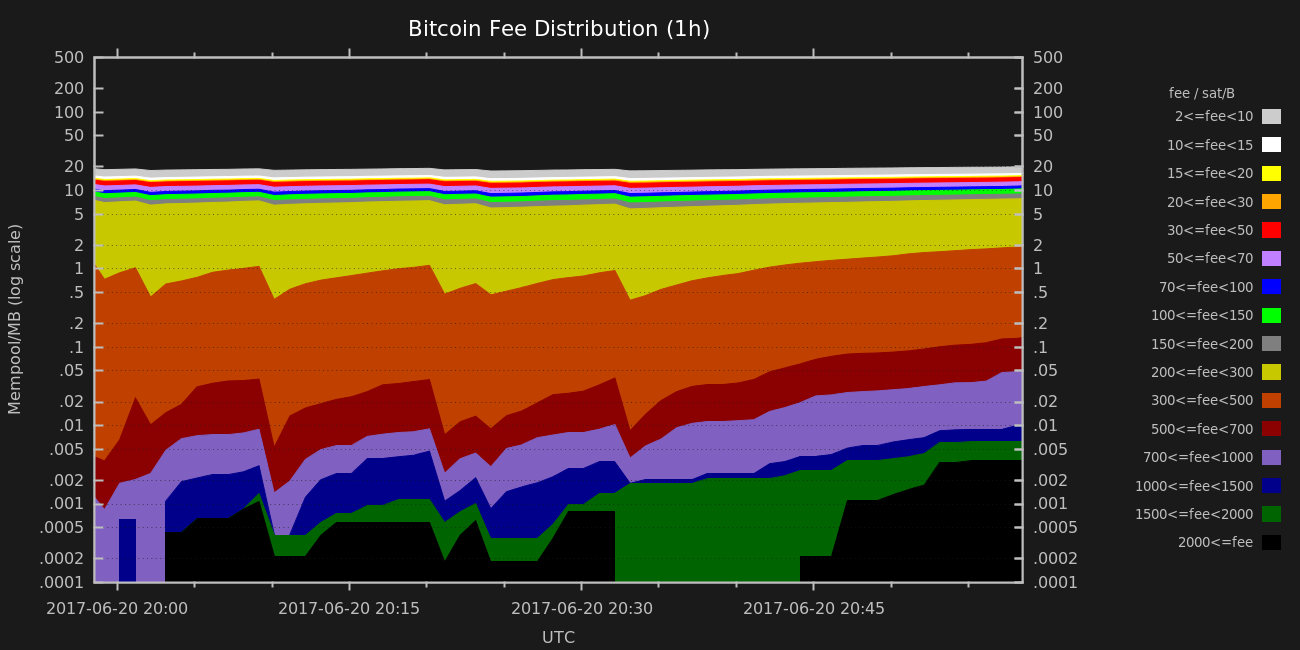 Bitcoin Fee Distribution (1h)
Mempool/MB (log scale)
500
200
100
50
20
10
5
2
1
.5
.2
.1
.05
.02
.01
.005
.002
.001
.0005
.0002
.0001
500
200
100
50
20
10
5
2
1
.5
.2
.1
.05
.02
.01
.005
.002
.001
.0005
.0002
.0001
2017-06-20 20:00
2017-06-20 20:15
2017-06-20 20:30
2017-06-20 20:45
UTC
fee / sat/B
2<=fee<10
10<=fee<15
15<=fee<20
20<=fee<30
30<=fee<50
50<=fee<70
70<=fee<100
100<=fee<150
150<=fee<200
200<=fee<300
300<=fee<500
500<=fee<700
700<=fee<1000
1000<=fee<1500
1500<=fee<2000
2000<=fee